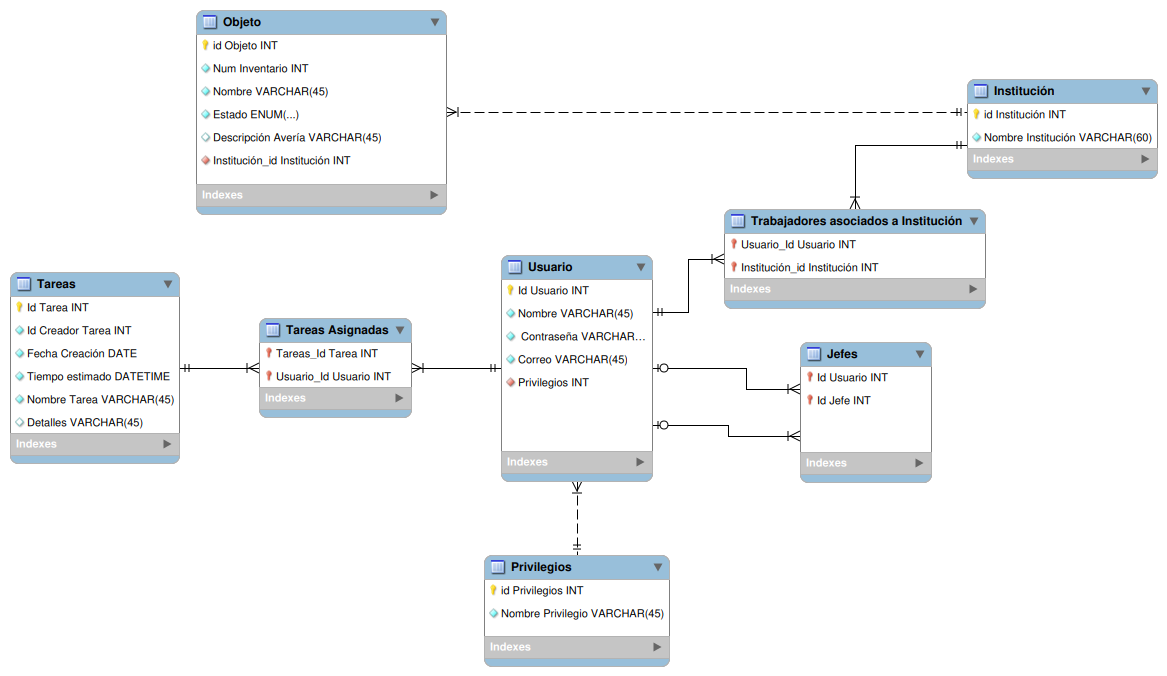 Objeto
id Objeto INT
Num Inventario INT
Nombre VARCHAR(45)
Estado ENUM(...)
Descripción Avería VARCHAR(45)
Institución_id Institución INT
Indexes
Institución
id Institución INT
Nombre Institución VARCHAR(60)
Indexes
Trabajadores asociados a Institución
Usuario_Id Usuario INT
Institución_id Institución INT
Indexes
Tareas
Id Tarea INT
Id Creador Tarea INT
Fecha Creación DATE
Tiempo estimado DATETIME
Nombre Tarea VARCHAR(45)
Detalles VARCHAR(45)
Indexes
Tareas Asignadas
Tareas_Id Tarea INT
Usuario_Id Usuario INT
Indexes
Usuario
Id Usuario INT
Nombre VARCHAR(45)
Contraseña VARCHAR...
Correo VARCHAR(45)
Privilegios INT
Indexes
Jefes
Id Usuario INT
Id Jefe INT
Indexes
Privilegios
id Privilegios INT
Nombre Privilegio VARCHAR(45)
Indexes